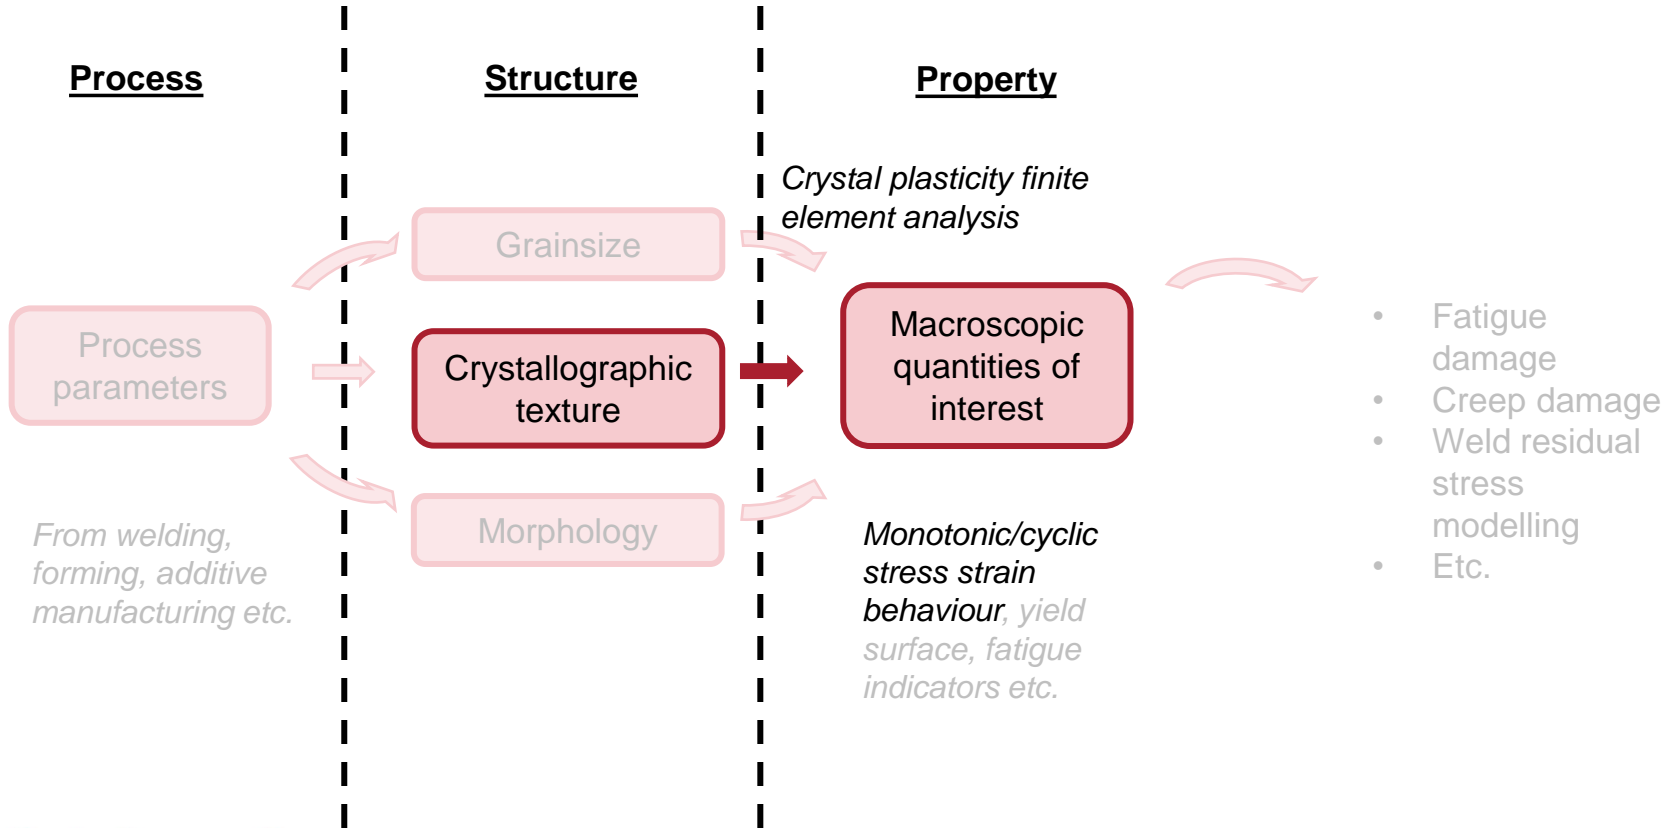 Process
Structure
Property
Crystal plasticity finite
element analysis
Grainsize
Process
parameters
Crystallographic
texture
Macroscopic
quantities of
interest
Morphology
From welding,
forming, additive
manufacturing etc.
Monotonic/cyclic
stress strain
behaviour, yield
surface, fatigue
indicators etc.
• Fatigue
damage
• Creep damage
• Weld residual
stress
modelling
• Etc.